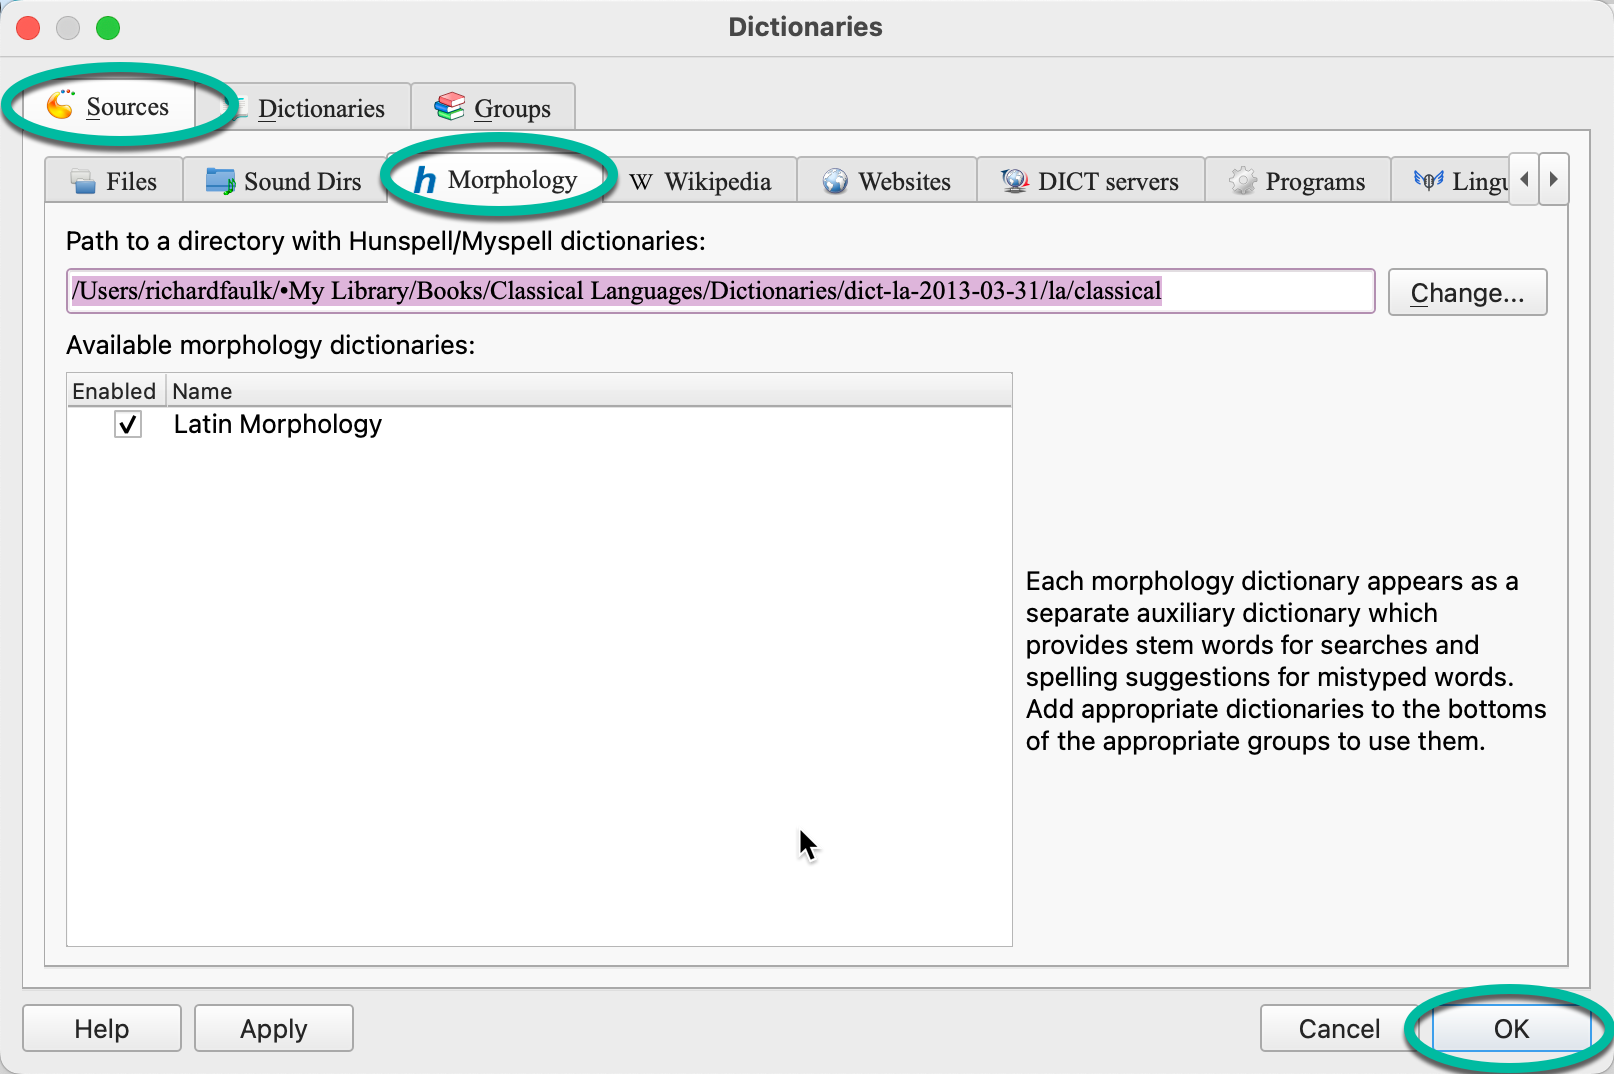 Dictionaries
Sources Dictionaries Groups
Files Sound Dirs h Morphology W Wikipedia Websites DICT servers Programs Lingu
Path to a directory with Hunspell/Myspell dictionaries:
/Users/richardfaulk/•My Library/Books/Classical Languages/Dictionaries/dict-la-2013-03-31/la/classical Change...
Available morphology dictionaries:
Enabled Name
Latin Morphology
Each morphology dictionary appears as a
separate auxiliary dictionary which
provides stem words for searches and
spelling suggestions for mistyped words.
Add appropriate dictionaries to the bottoms
of the appropriate groups to use them.
Help Apply Cancel OK